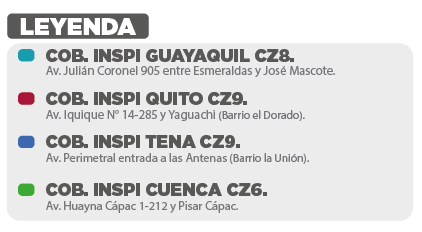 LEYENDA
COB. INSPI GUAYAQUIL CZ8.
Av. Julián Coronel 905 entre Esmeraldas y José Mascote.
COB. INSPI QUITO CZ9.
Av. Iquique N° 14-285 y Yaguachi (Barrio el Dorado).
COB. INSPI TENA CZ9.
Av. Perimetral entrada a las Antenas (Barrio la Unión).
COB. INSPI CUENCA CZ6.
Av. Huayna Cápac 1-212 y Pisar Cápac.